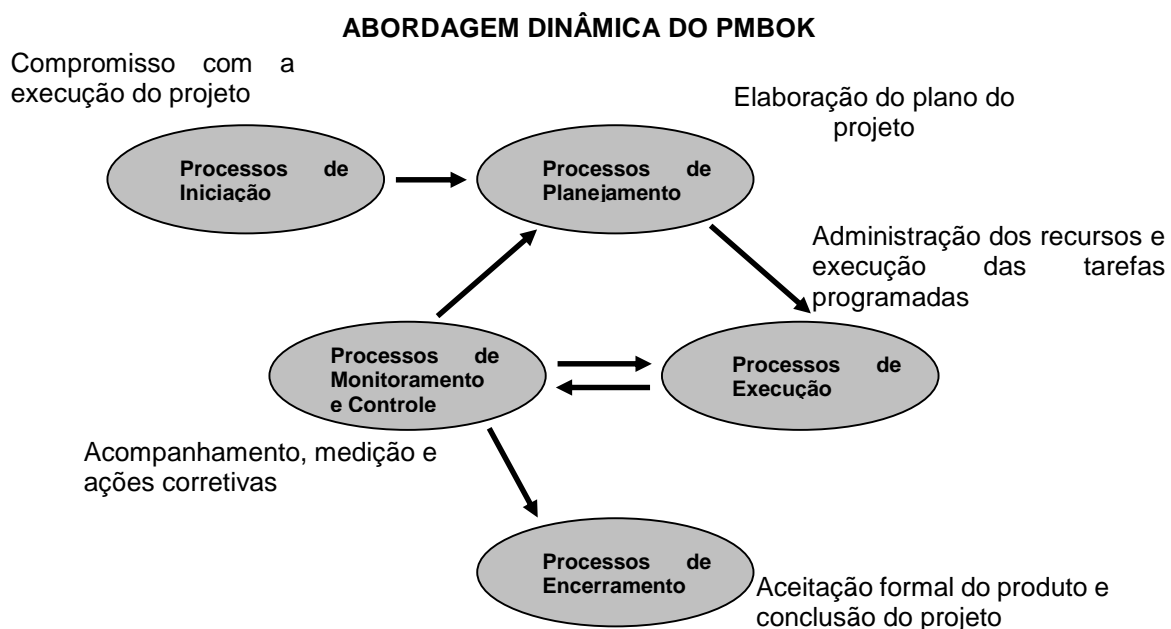 ABORDAGEM DINÂMICA DO PMBOK
Compromisso com a
execução do projeto
Elaboração do plano do
projeto
Processos de
Iniciação
Processos de
Planejamento
Administração dos recursos e
execução das tarefas
programadas
Processos de
Monitoramento
e Controle
Processos de
Execução
Acompanhamento, medição e
ações corretivas
Processos de
Encerramento
Aceitação formal do produto e
conclusão do projeto